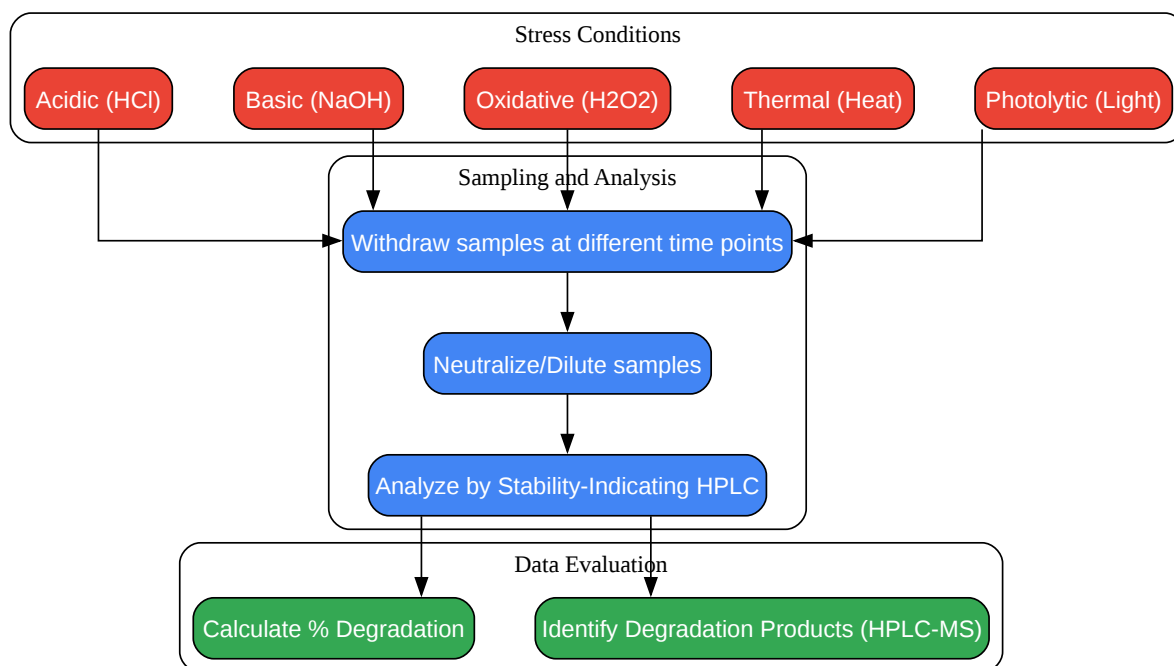 Stress Conditions
Acidic (HCl)
Basic (NaOH)
Oxidative (H2O2)
Thermal (Heat)
Photolytic (Light)
Sampling and Analysis
Withdraw samples at different time points
Neutralize/Dilute samples
Analyze by Stability-Indicating HPLC
Data Evaluation
Calculate % Degradation
Identify Degradation Products (HPLC-MS)